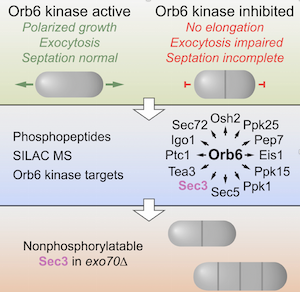 Orb6 kinase active
Polarized growth
Exocytosis
Septation normal
Orb6 kinase inhibited
No elongation
Exocytosis impaired
Septation incomplete
Phosphopeptides
SILAC MS
Orb6 kinase targets
Osh2
Sec72
Ppk25
Igo1
Pep7
Ptc1
Orb6
Eis1
Tea3
Ppk15
Sec3
Ppk1
Sec5
Nonphosphorylatable
Sec3 in exo70Δ